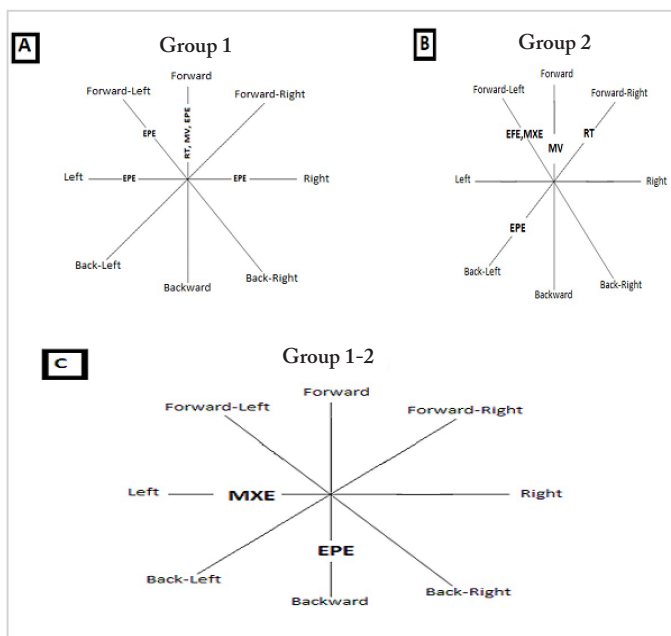 A
Group 1
Forward
Forward-Left
Forward-Right
RT, MV, EPE
EPE
Left
EPE
EPE
Right
Back-Left
Back-Right
Backward
B
Group 2
Forward
Forward-Left
Forward-Right
EFE,MXE
RT
MV
Left
Right
EPE
Back-Left
Back-Right
Backward
C
Group 1-2
Forward
Forward-Left
Forward-Right
Left
MXE
Right
EPE
Back-Left
Back-Right
Backward